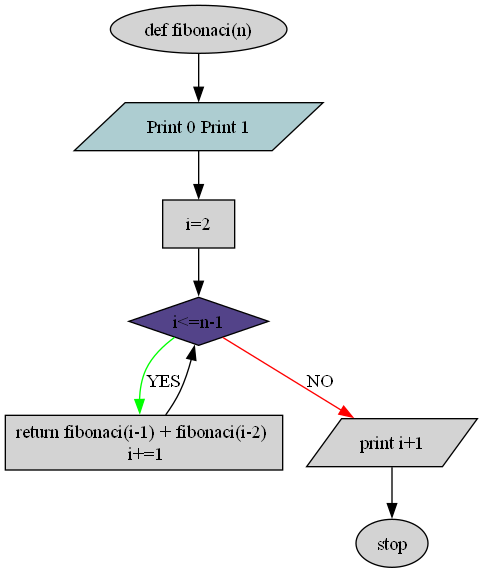 def fibonaci(n)
Print 0 Print 1
i=2
i<=n-1
YES
NO
return fibonaci(i-1) + fibonaci(i-2)
i+=1
print i+1
stop